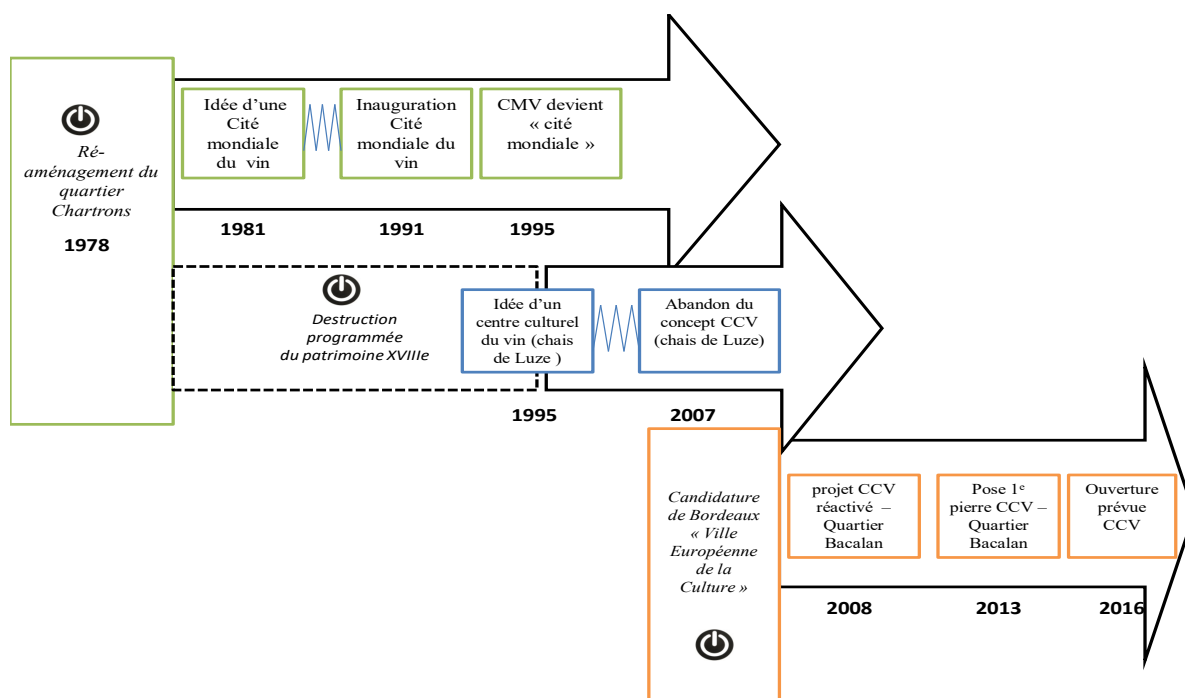 Ré-
aménagement du
quartier
Chartrons
1978
Idée d'une
Cité
mondiale
du vin
Inauguration
Cité
mondiale du
vin
CMV devient
« cité
mondiale »
1981
1991
1995
Destruction
programmée
du patrimoine XVIIIe
Idée d'un
centre culturel
du vin (chais
de Luze )
Abandon du
concept CCV
(chais de Luze)
1995
2007
Candidature
de Bordeaux
« Ville
Européenne
de la
Culture »
projet CCV
réactivé –
Quartier
Bacalan
Pose 1e
pierre CCV –
Quartier
Bacalan
Ouverture
prévue
CCV
2008
2013
2016